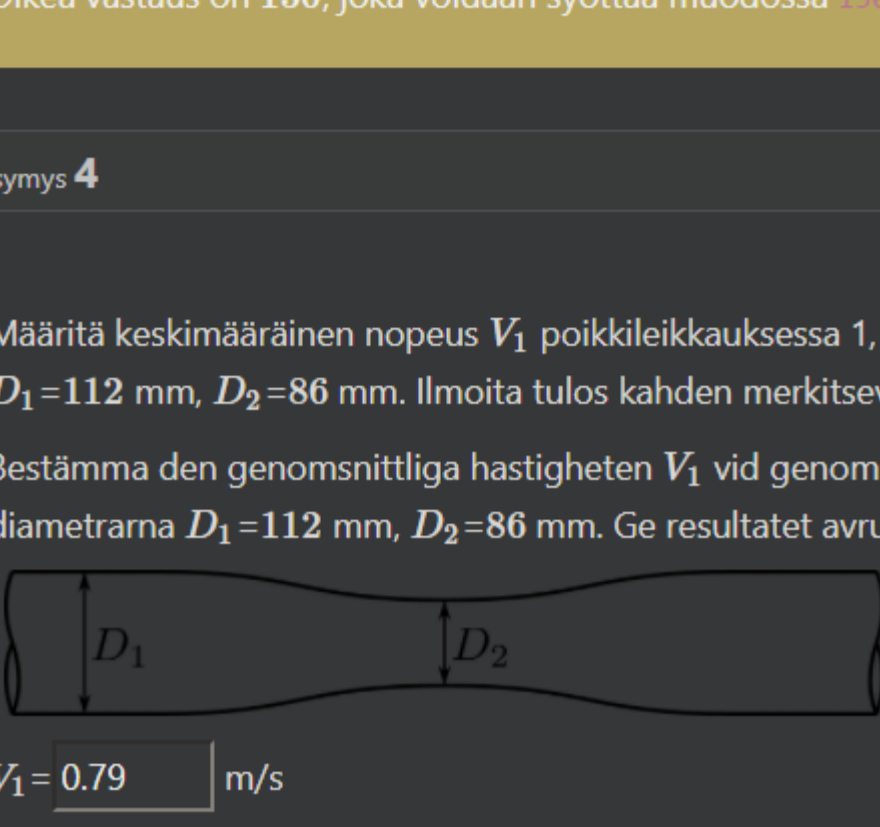 Oikea vastaus on 150, joka voidaan syöttää muodossa
symys 4
Määritä keskimääräinen nopeus V₁ poikkileikkauksessa 1,
D₁=112 mm, D₂=86 mm. Ilmoita tulos kahden
Bestämma den genomsnittliga hastigheten V₁ vid genom
diametrarna D₁=112 mm, D₂=86 mm. Ge resultatet avru
D₁ D₂
V₁= 0.79 m/s